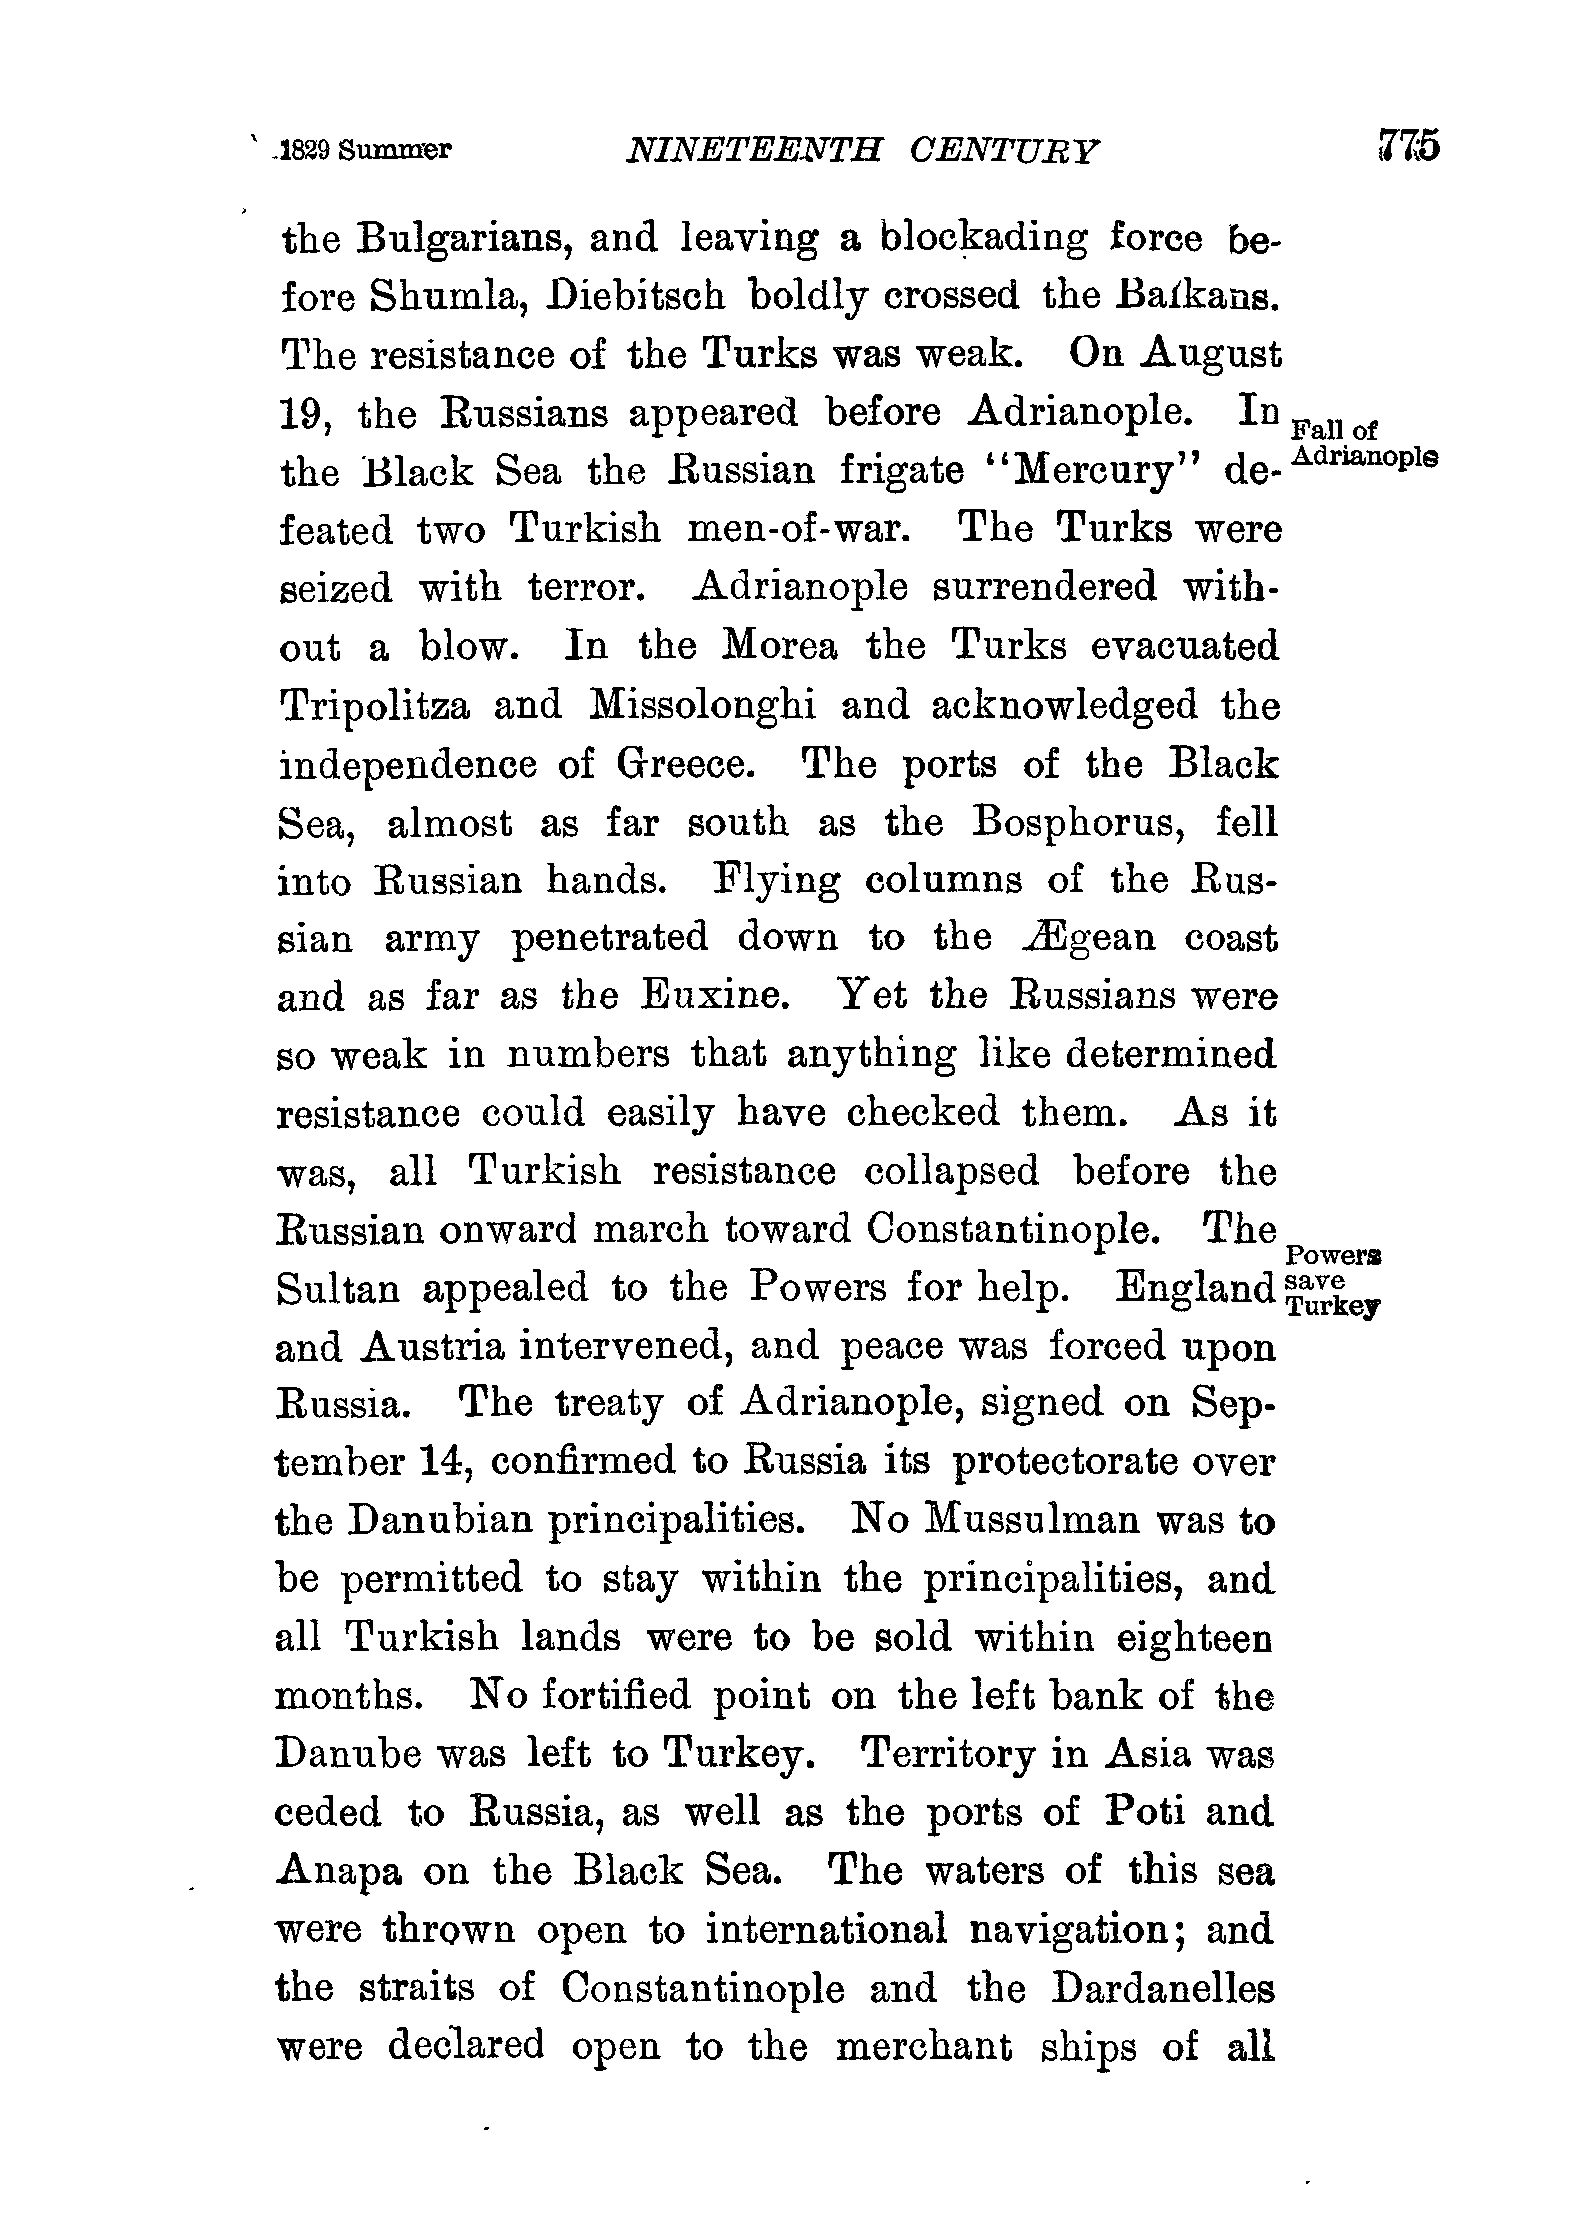 1829 Summer NINETEENTH CENTURY 775
the Bulgarians, and leaving a blockading force be-
fore Shumla, Diebitsch boldly crossed the Balkans.
The resistance of the Turks was weak. On August
19, the Russians appeared before Adrianople. In
Fall of
Adrianople
the Black Sea the Russian frigate "Mercury" de-
feated two Turkish men-of-war. The Turks were
seized with terror. Adrianople surrendered with-
out a blow. In the Morea the Turks evacuated
Tripolitza and Missolonghi and acknowledged the
independence of Greece. The ports of the Black
Sea, almost as far south as the Bosphorus, fell
into Russian hands. Flying columns of the Rus-
sian army penetrated down to the Ægean coast
and as far as the Euxine. Yet the Russians were
so weak in numbers that anything like determined
resistance could easily have checked them. As it
was, all Turkish resistance collapsed before the
Russian onward march toward Constantinople. The
Powers
save
Turkey
Sultan appealed to the Powers for help. England
and Austria intervened, and peace was forced upon
Russia. The treaty of Adrianople, signed on Sep-
tember 14, confirmed to Russia its protectorate over
the Danubian principalities. No Mussulman was to
be permitted to stay within the principalities, and
all Turkish lands were to be sold within eighteen
months. No fortified point on the left bank of the
Danube was left to Turkey. Territory in Asia was
ceded to Russia, as well as the ports of Poti and
Anapa on the Black Sea. The waters of this sea
were thrown open to international navigation; and
the straits of Constantinople and the Dardanelles
were declared open to the merchant ships of all